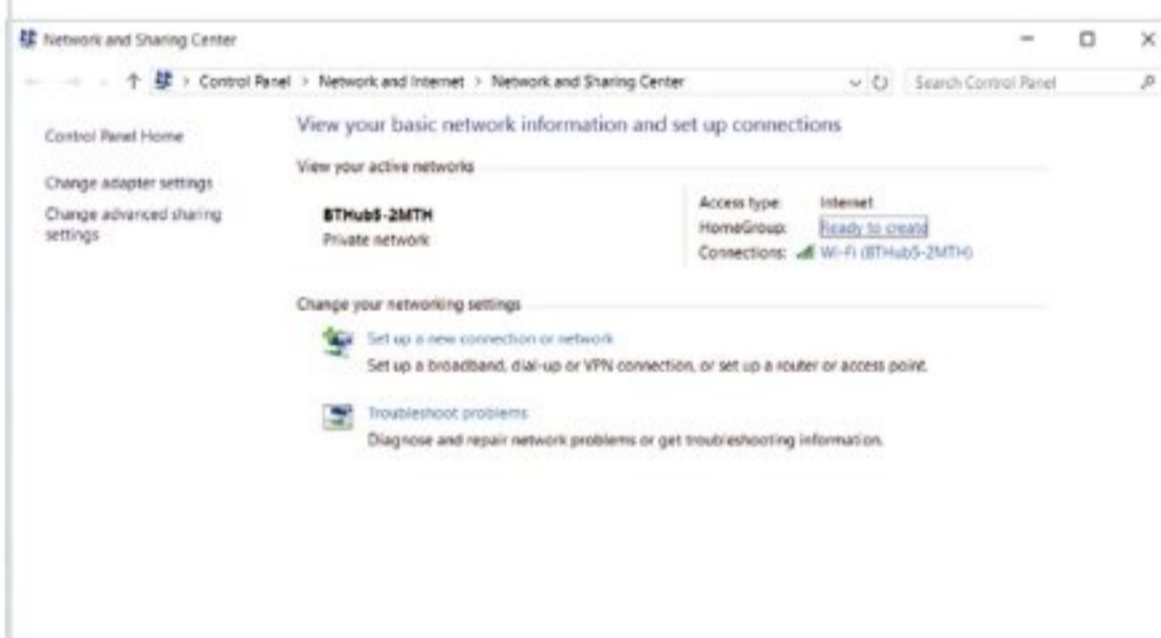 Network and Sharing Center
Control Panel > Network and Internet > Network and Sharing Center
Search Control Panel
Control Panel Home
Change adapter settings
Change advanced sharing
settings
View your basic network information and set up connections
View your active networks
BTHub5-2MTH
Private network
Access type: Internet
HomeGroup: Ready to create
Connections: Wi-Fi (BTHub5-2MTH)
Change your networking settings
Set up a new connection or network
Set up a broadband, dial-up or VPN connection, or set up a router or access point.
Troubleshoot problems
Diagnose and repair network problems or get troubleshooting information.